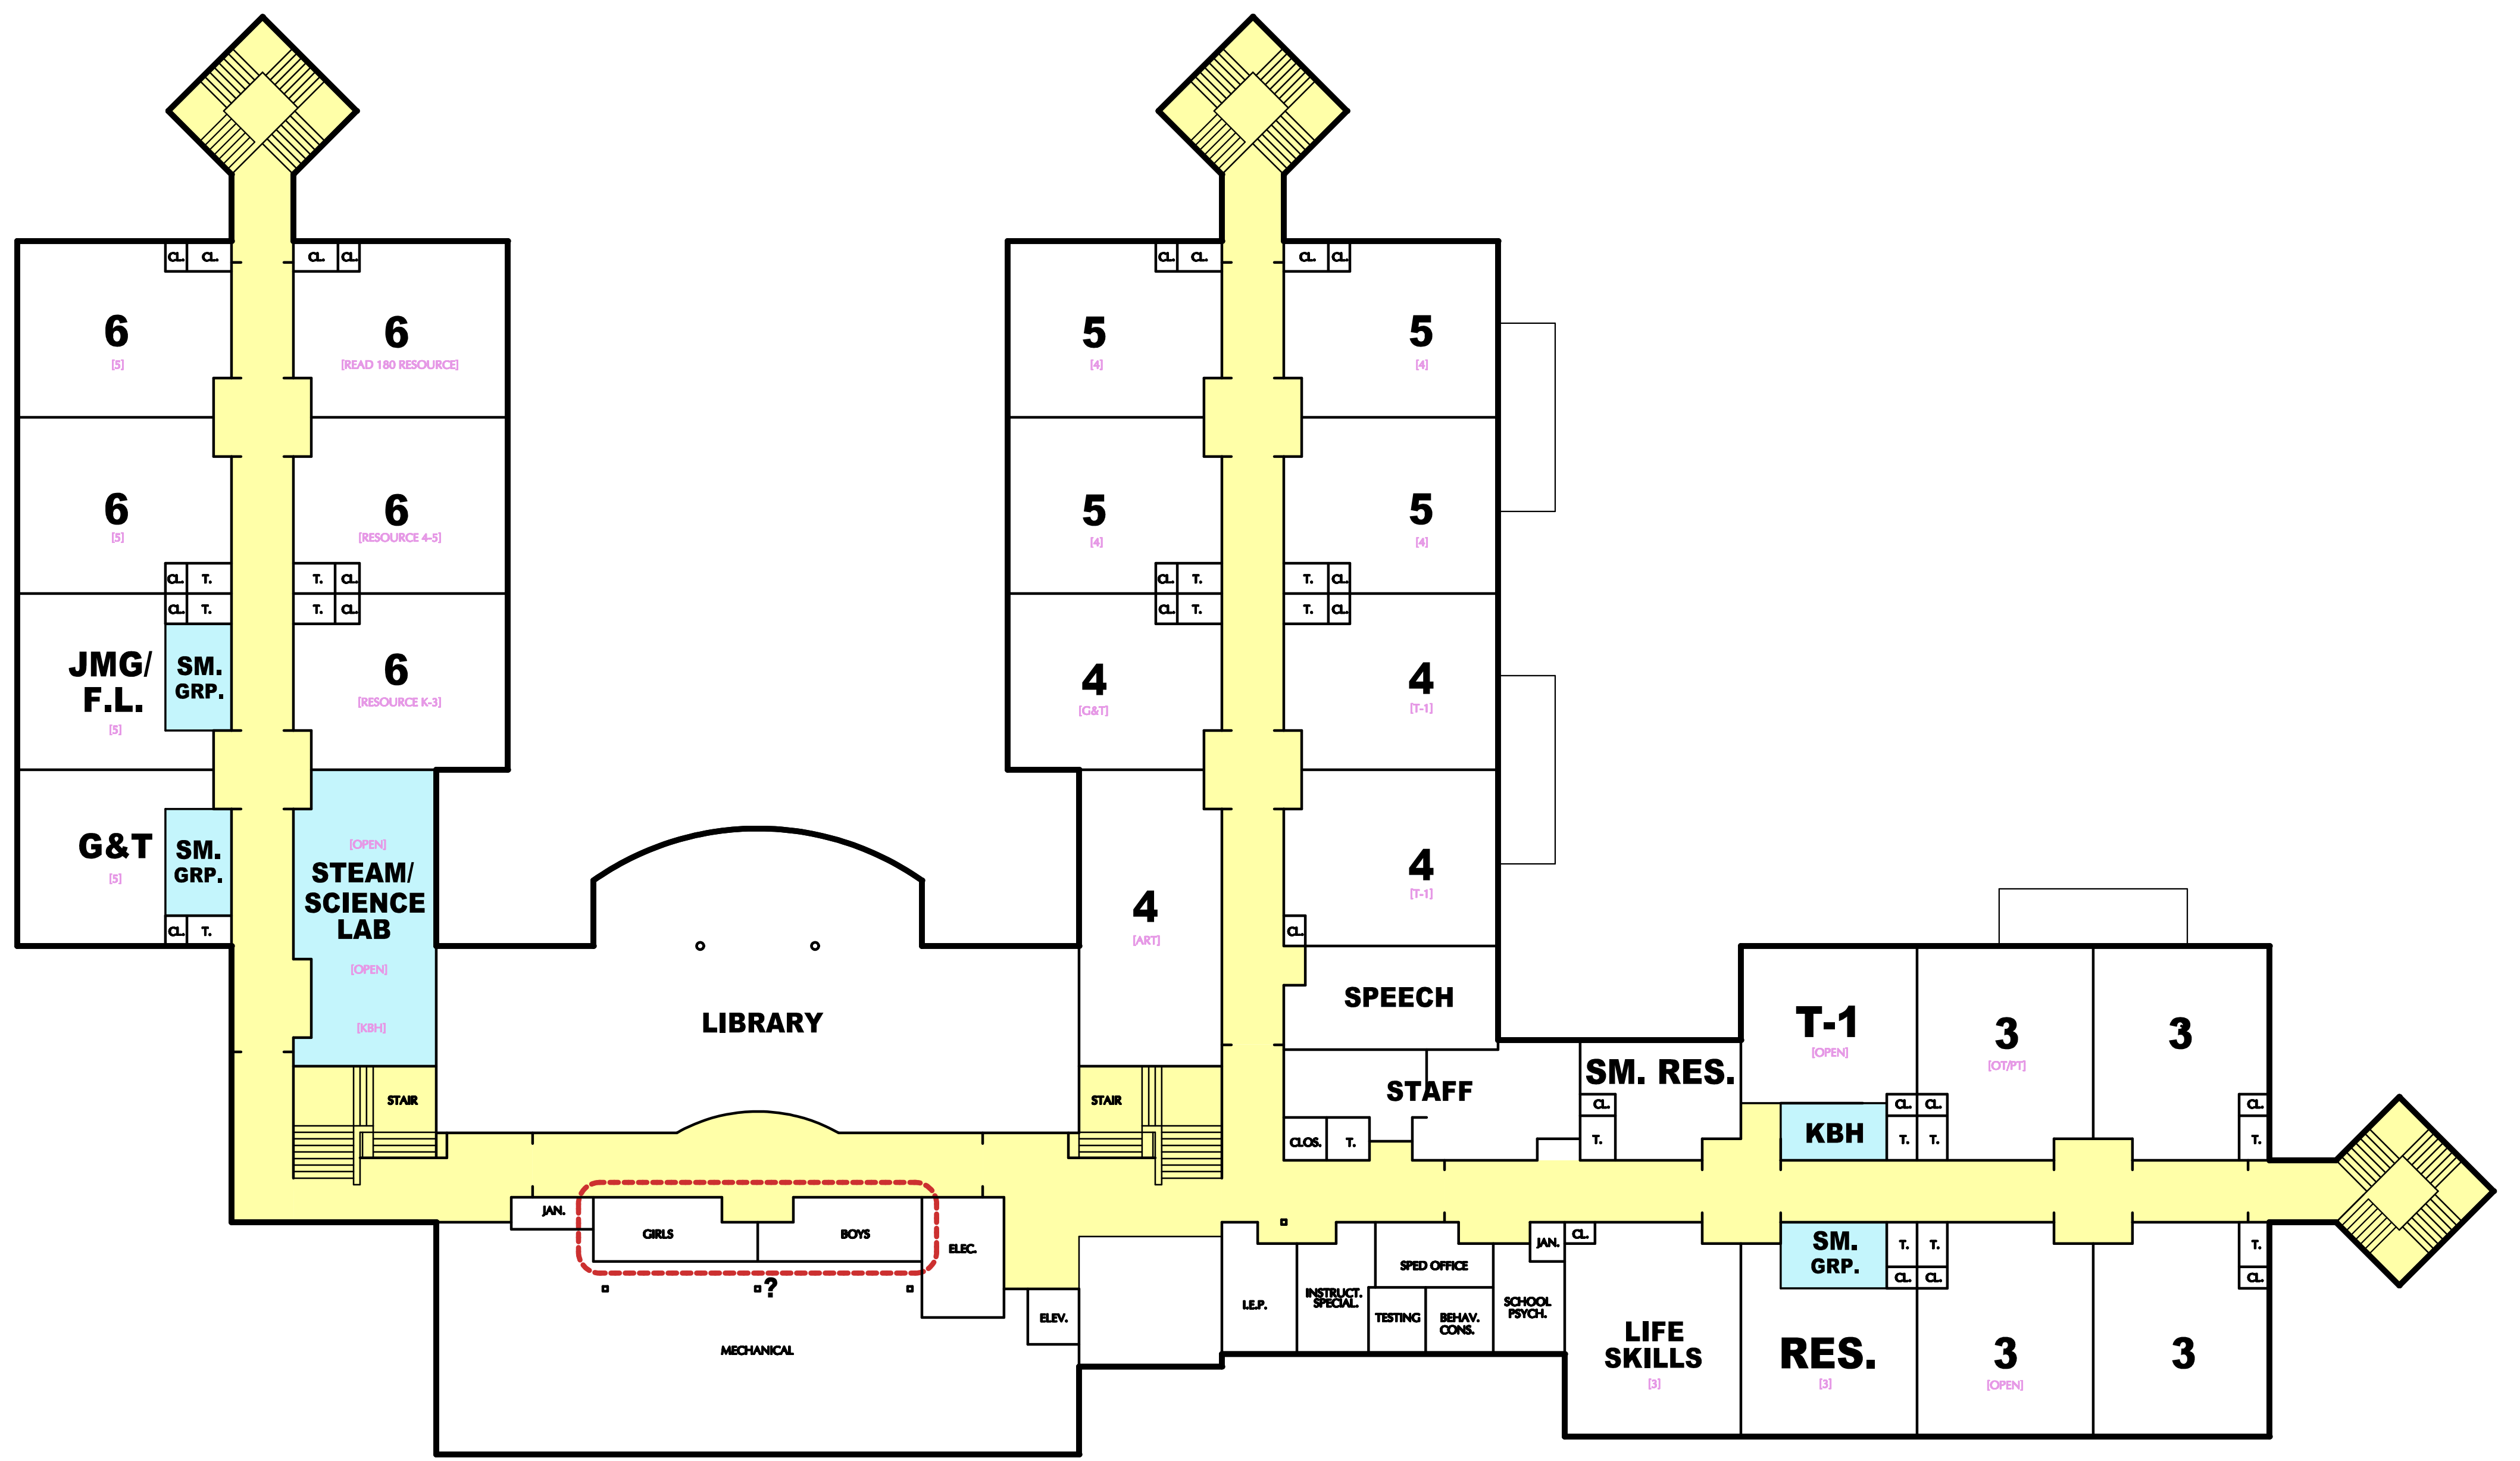 CL. CL. CL. CL.
6
[5]
6
[READ 180 RESOURCE]
6
[5]
6
[RESOURCE 4-5]
CL. T. T. CL.
CL. T. T. CL.
JMG/
F.L.
[5]
SM.
GRP.
6
[RESOURCE K-3]
G&T
[5]
SM.
GRP.
CL. T.
[OPEN]
STEAM/
SCIENCE
LAB
[OPEN]
[KBH]
STAIR
LIBRARY
CL. CL. CL. CL.
5
[4]
5
[4]
5
[4]
5
[4]
CL. T. T. CL.
CL. T. T. CL.
4
[G&T]
4
[T-1]
4
[ART]
4
[T-1]
CL.
SPEECH
STAIR
STAFF
CLOS. T.
SM. RES.
CL.
T.
T-1
[OPEN]
KBH
CL. CL.
T. T.
3
[OT/PT]
3
CL.
T.
JAN.
GIRLS
BOYS
ELEC.
?
MECHANICAL
ELEV.
I.E.P.
INSTRUCT.
SPECIAL.
SPED OFFICE
TESTING
BEHAV.
CONS.
JAN.
CL.
SCHOOL
PSYCH.
LIFE
SKILLS
[3]
SM.
GRP.
T. T.
CL. CL.
RES.
[3]
3
[OPEN]
3
T.
CL.